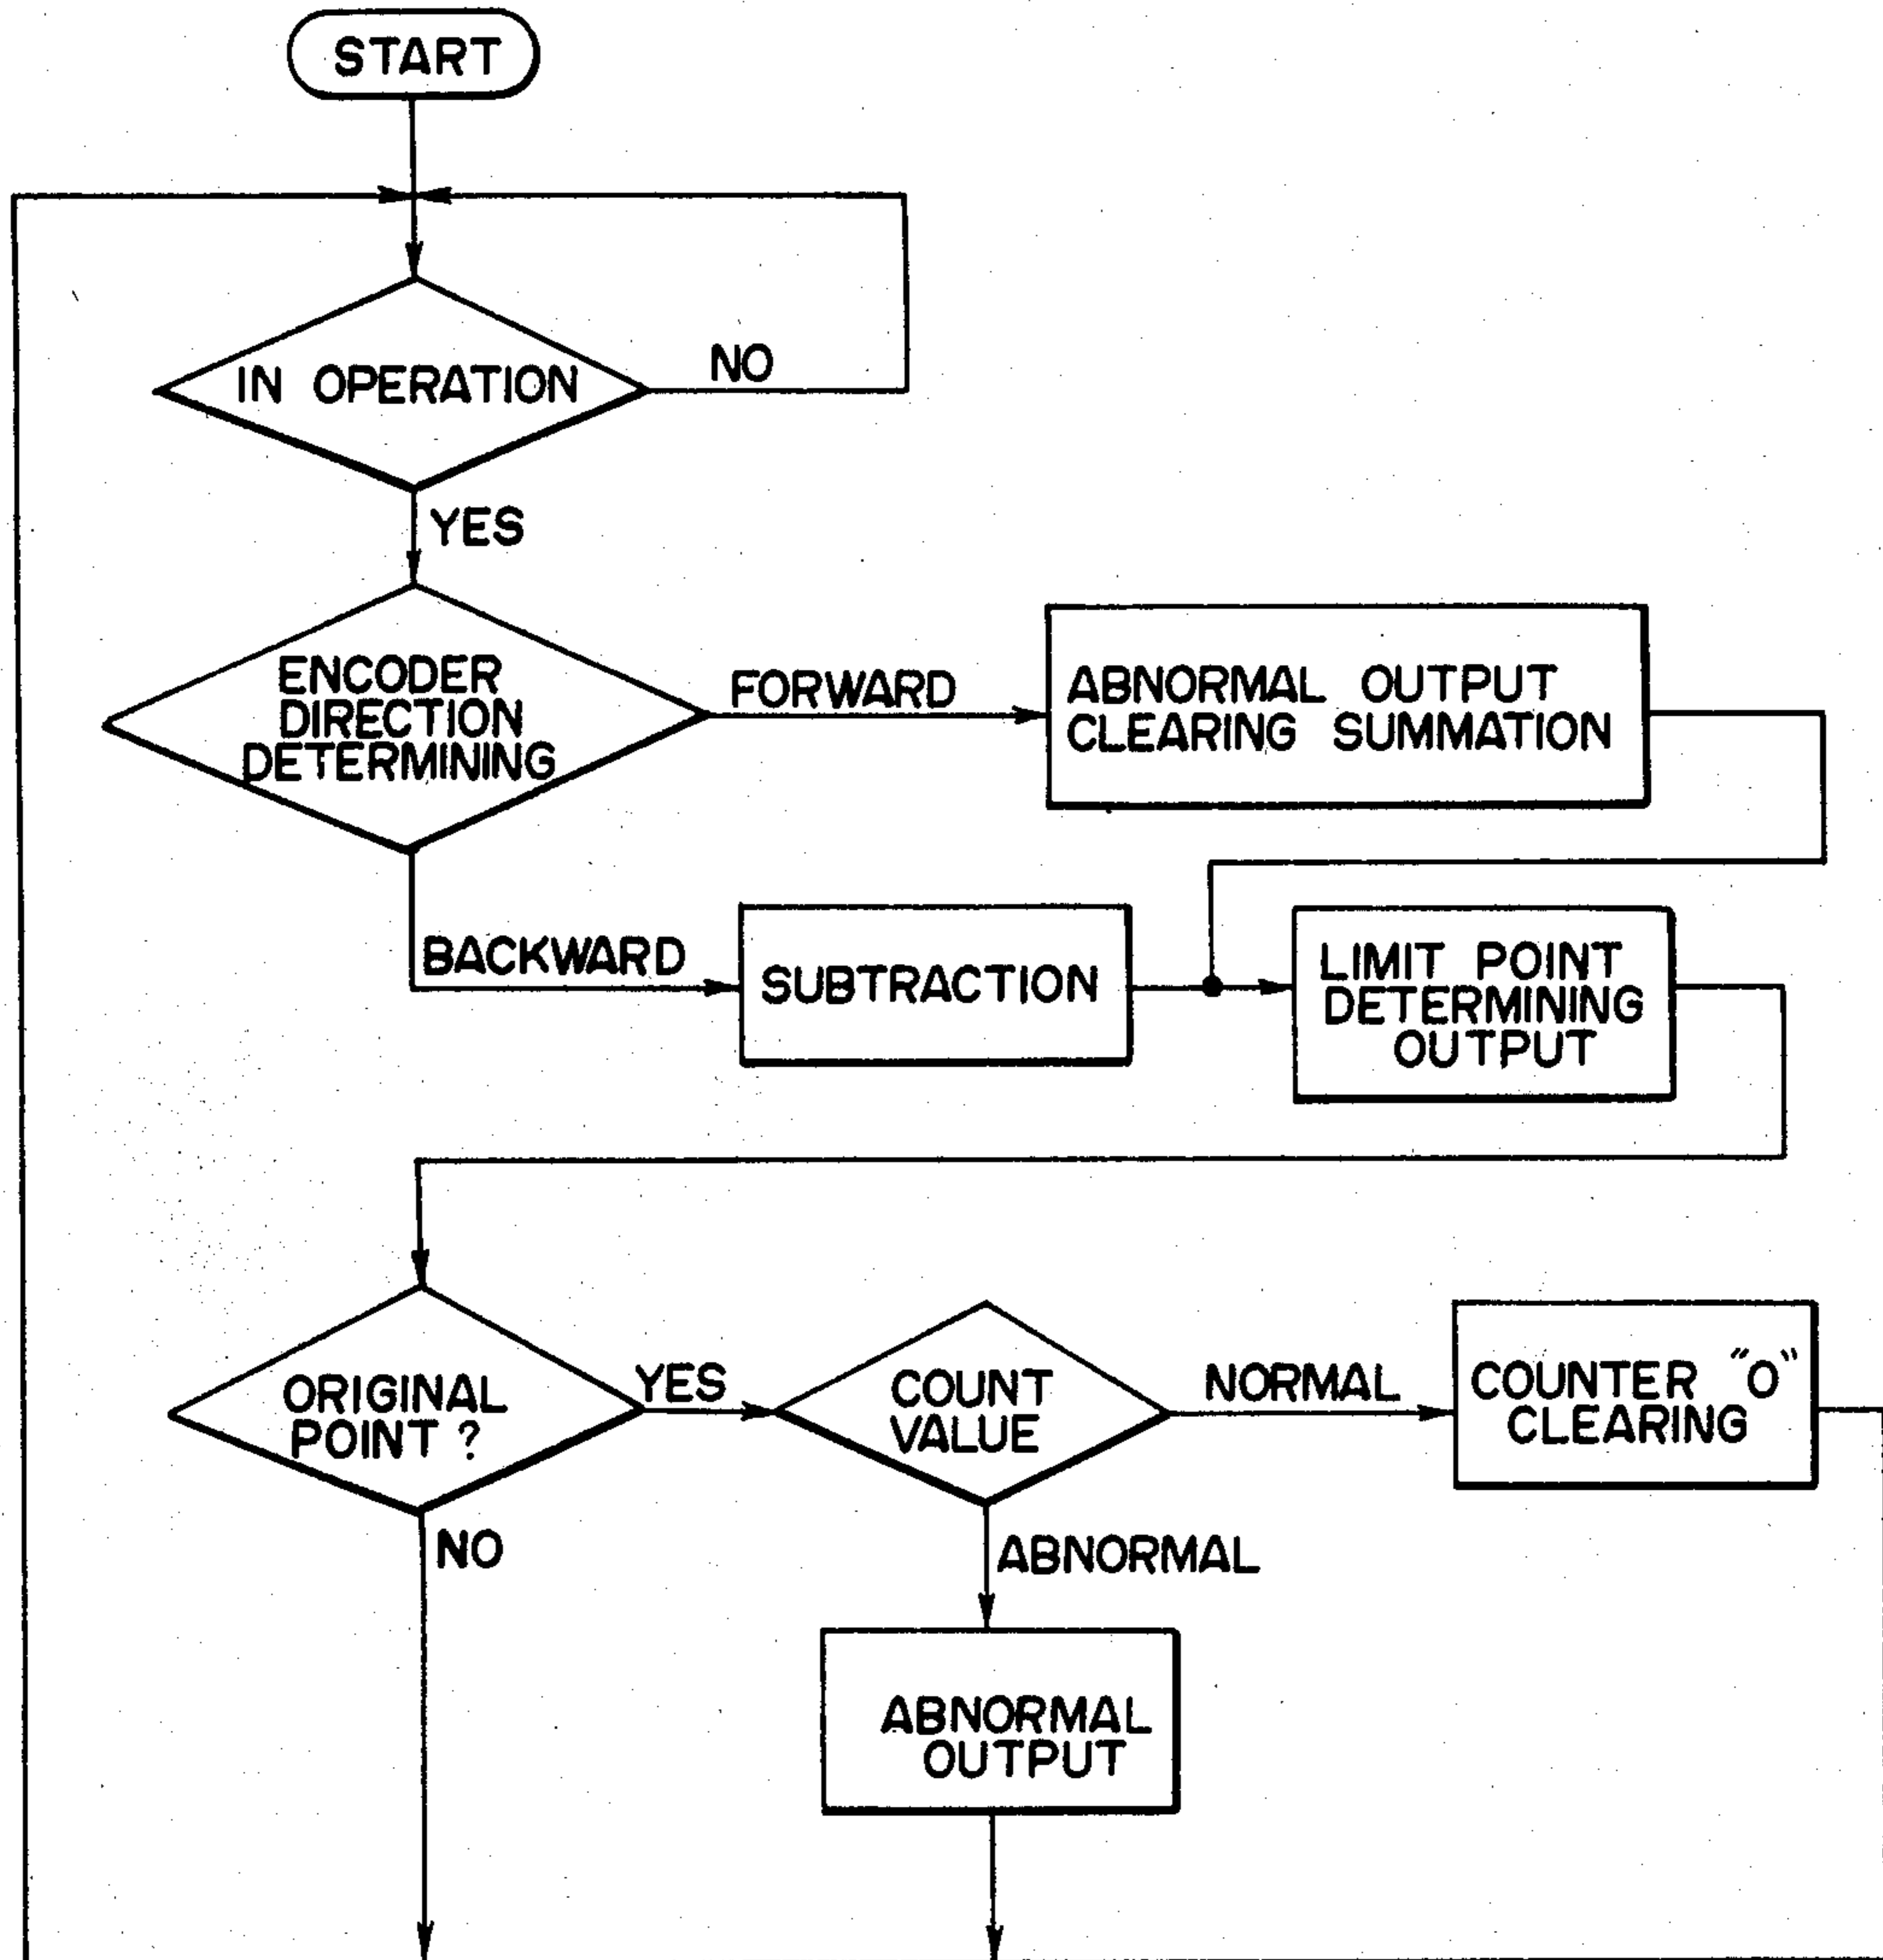 START
NO
IN OPERATION
YES
ENCODER
DIRECTION
DETERMINING
FORWARD
ABNORMAL OUTPUT
CLEARING SUMMATION
BACKWARD
SUBTRACTION
LIMIT POINT
DETERMINING
OUTPUT
ORIGINAL
POINT ?
YES
COUNT
VALUE
NORMAL
COUNTER "O"
CLEARING
NO
ABNORMAL
ABNORMAL
OUTPUT